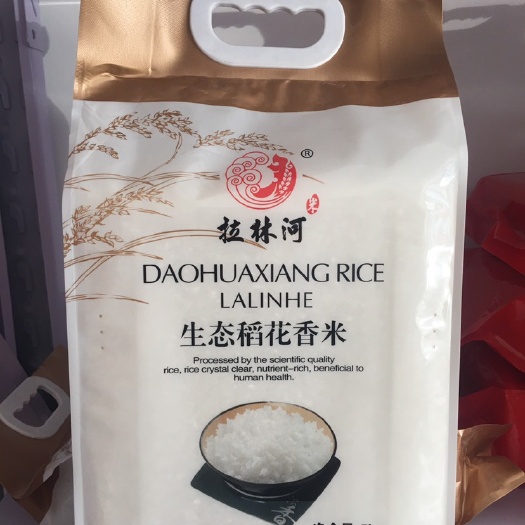 ®
米
拉林河
DAOHUAXIANG RICE
LALINHE
生态稻花香米
Processed by the scientific quality
rice, rice crystal clear, nutrient-rich, beneficial to
human health.